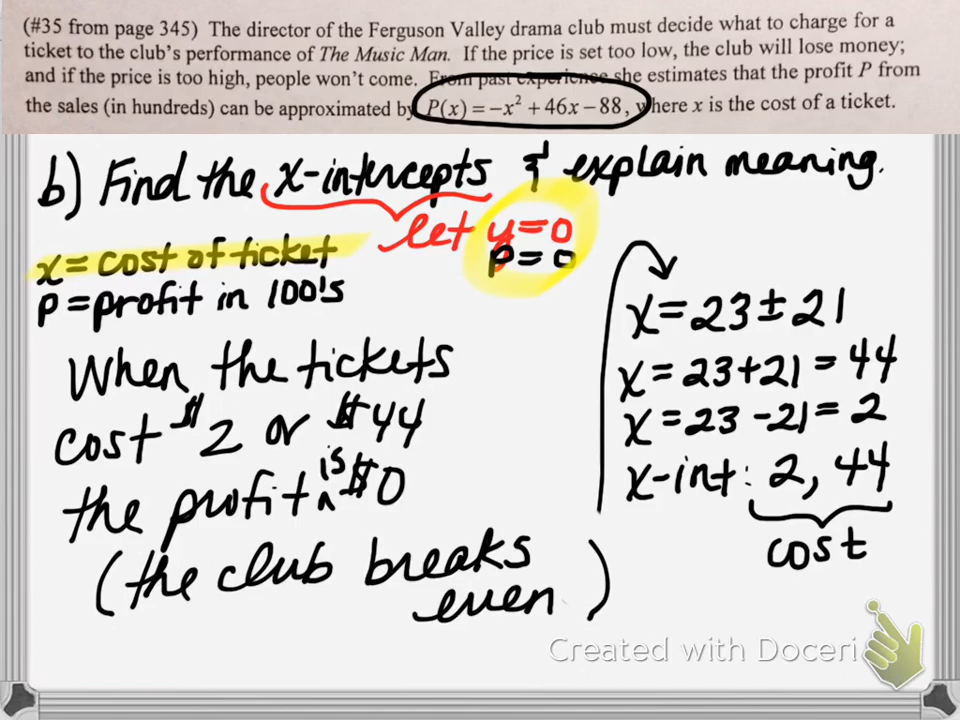 (#35 from page 345) The director of the Ferguson Valley drama club must decide what to charge for a
ticket to the club's performance of The Music Man. If the price is set too low, the club will lose money;
and if the price is too high, people won't come. From past experience she estimates that the profit P from
the sales (in hundreds) can be approximated by P(x) = −x² + 46x − 88, where x is the cost of a ticket.
b) Find the x-intercepts & explain meaning.
let y=0
P=0
x = cost of ticket
P = profit in 100's
When the tickets
cost $2 or $44
the profit is $0
(the club breaks
even)
x = 23 ± 21
x = 23+21 = 44
x = 23-21 = 2
x-int: 2, 44
cost
Created with Doceri